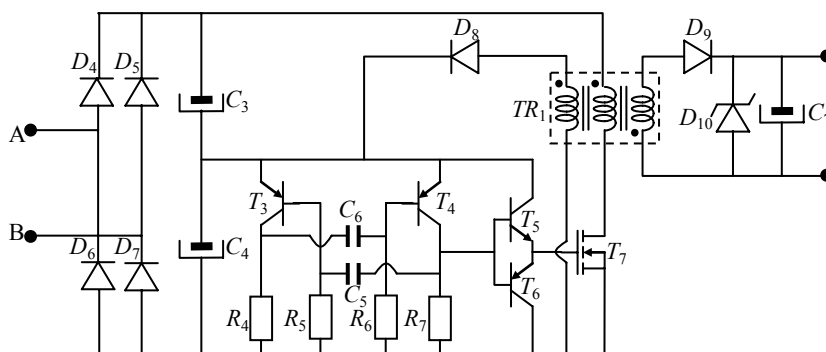 D₄
D₅
D₈
D₉
C₃
TR₁
D₁₀
A
T₃
C₆
T₄
T₅
B
D₆
D₇
C₄
T₇
C₅
T₆
R₄
R₅
R₆
R₇